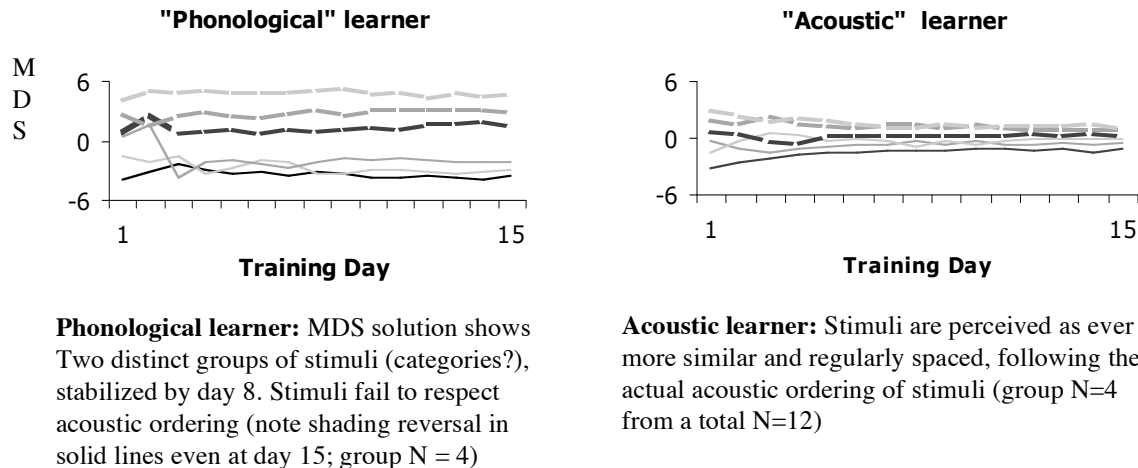 "Phonological" learner
M
D
S
6
0
-6
1
15
Training Day
Phonological learner: MDS solution shows
Two distinct groups of stimuli (categories?),
stabilized by day 8. Stimuli fail to respect
acoustic ordering (note shading reversal in
solid lines even at day 15; group N = 4)
"Acoustic" learner
6
0
-6
1
15
Training Day
Acoustic learner: Stimuli are perceived as ever
more similar and regularly spaced, following the
actual acoustic ordering of stimuli (group N=4
from a total N=12)